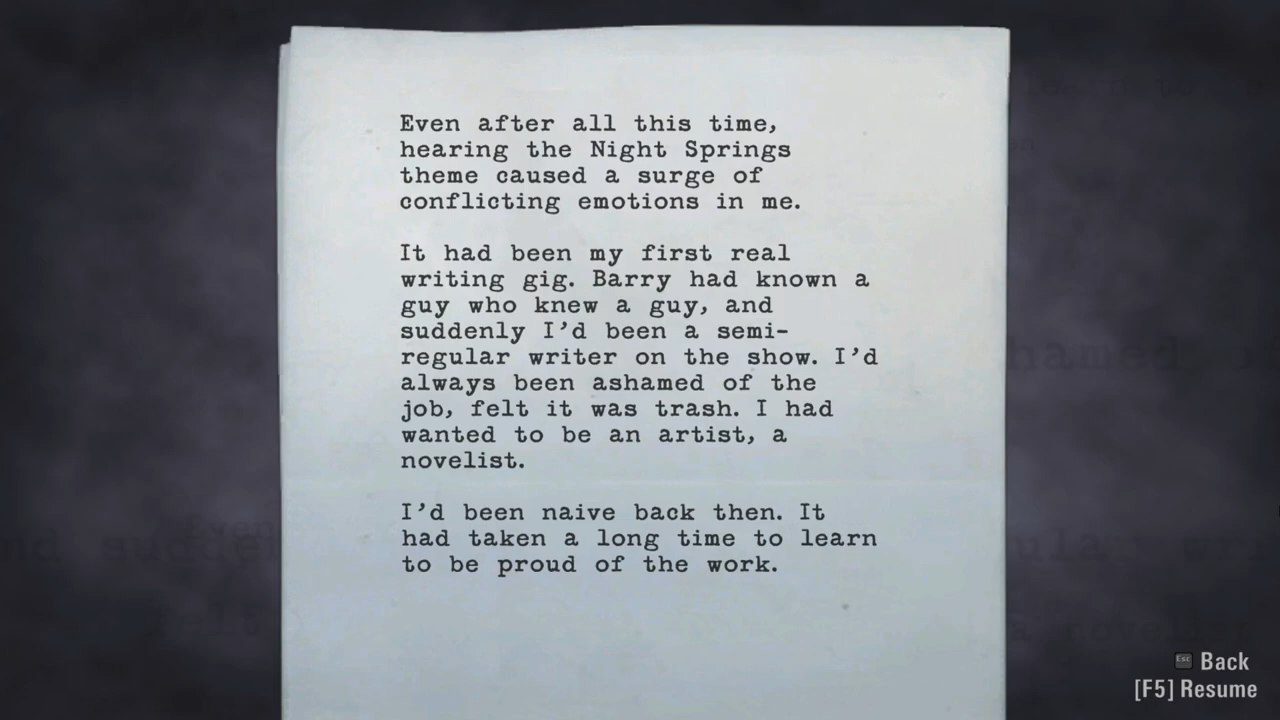 Even after all this time,
hearing the Night Springs
theme caused a surge of
conflicting emotions in me.
It had been my first real
writing gig. Barry had known a
guy who knew a guy, and
suddenly I'd been a semi-
regular writer on the show. I'd
always been ashamed of the
job, felt it was trash. I had
wanted to be an artist, a
novelist.
I'd been naive back then. It
had taken a long time to learn
to be proud of the work.
Esc Back
[F5] Resume